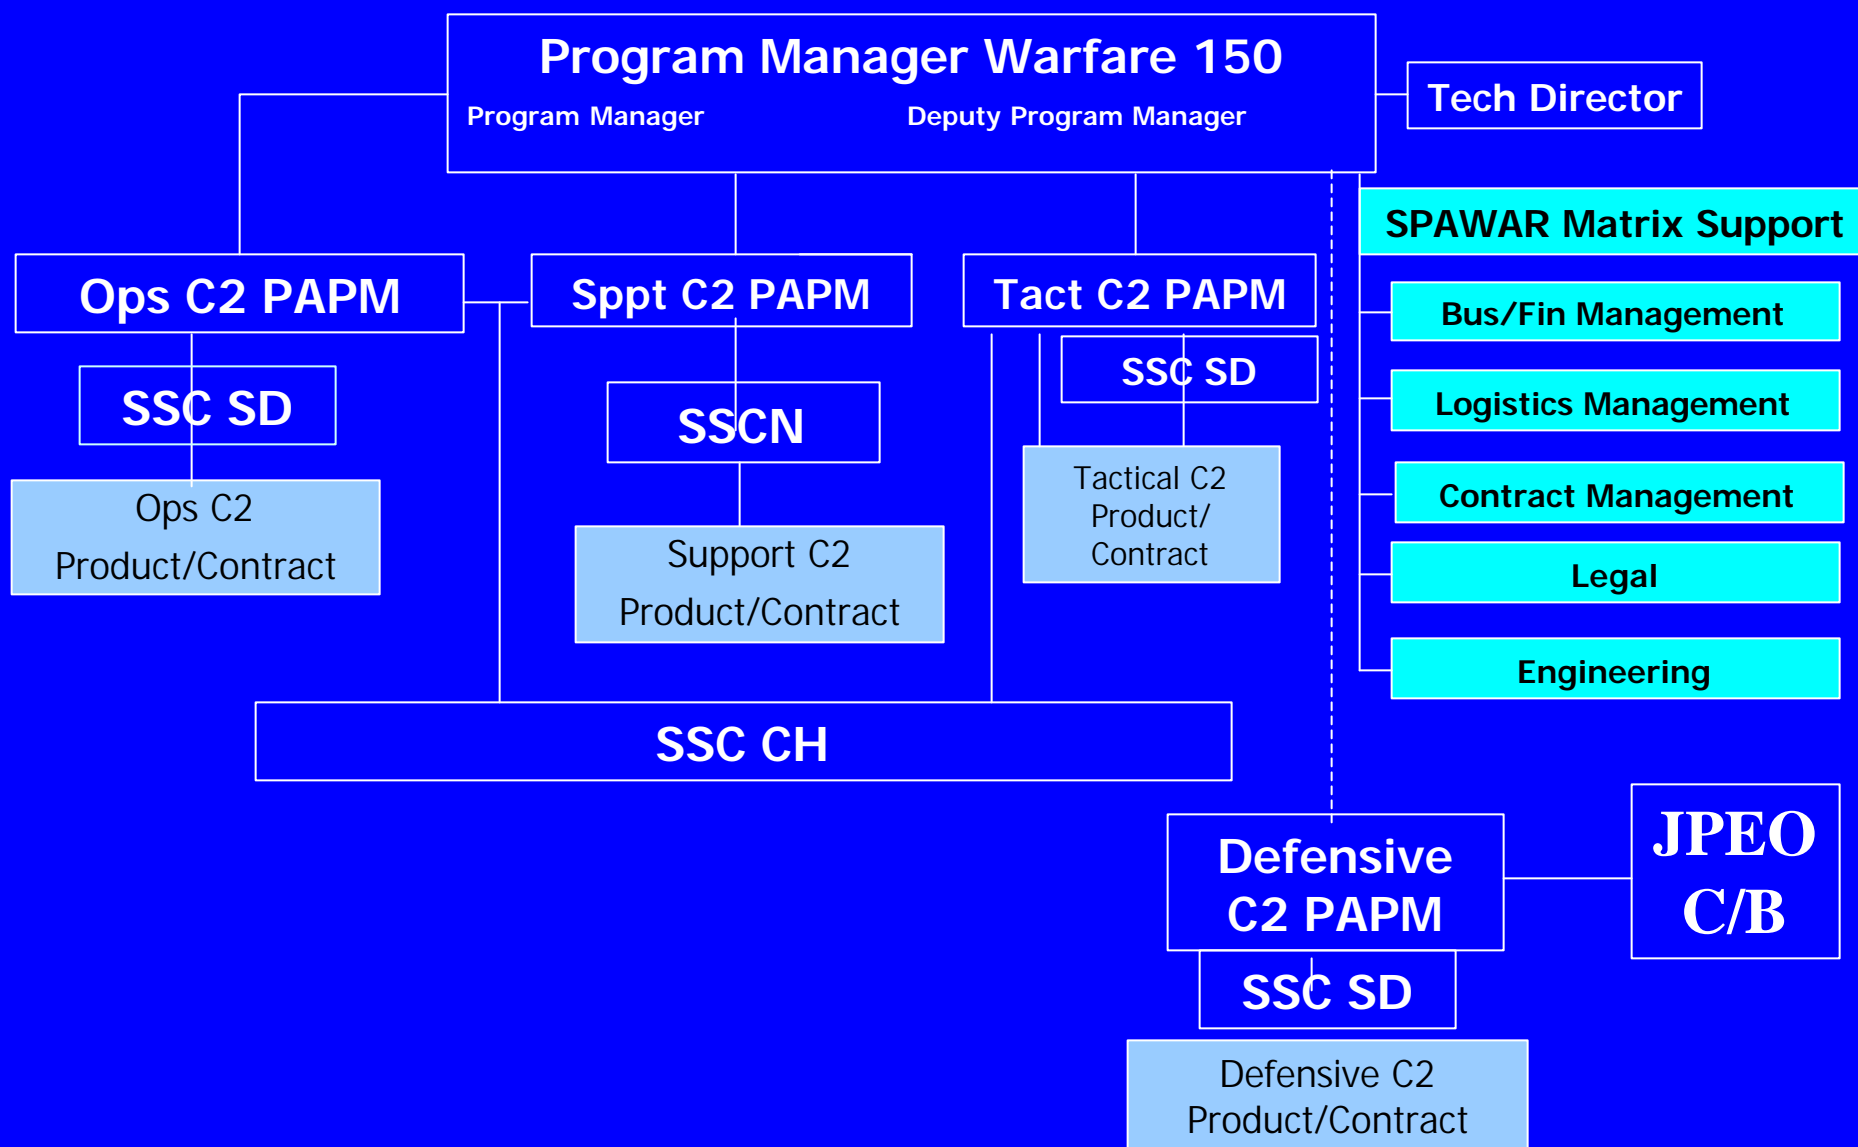 Program Manager Warfare 150
Program Manager
Deputy Program Manager
Tech Director
SPAWAR Matrix Support
Ops C2 PAPM
Sppt C2 PAPM
Tact C2 PAPM
Bus/Fin Management
SSC SD
SSCN
SSC SD
Logistics Management
Ops C2
Product/Contract
Support C2
Product/Contract
Tactical C2
Product/
Contract
Contract Management
Legal
Engineering
SSC CH
Defensive
C2 PAPM
JPEO
C/B
SSC SD
Defensive C2
Product/Contract